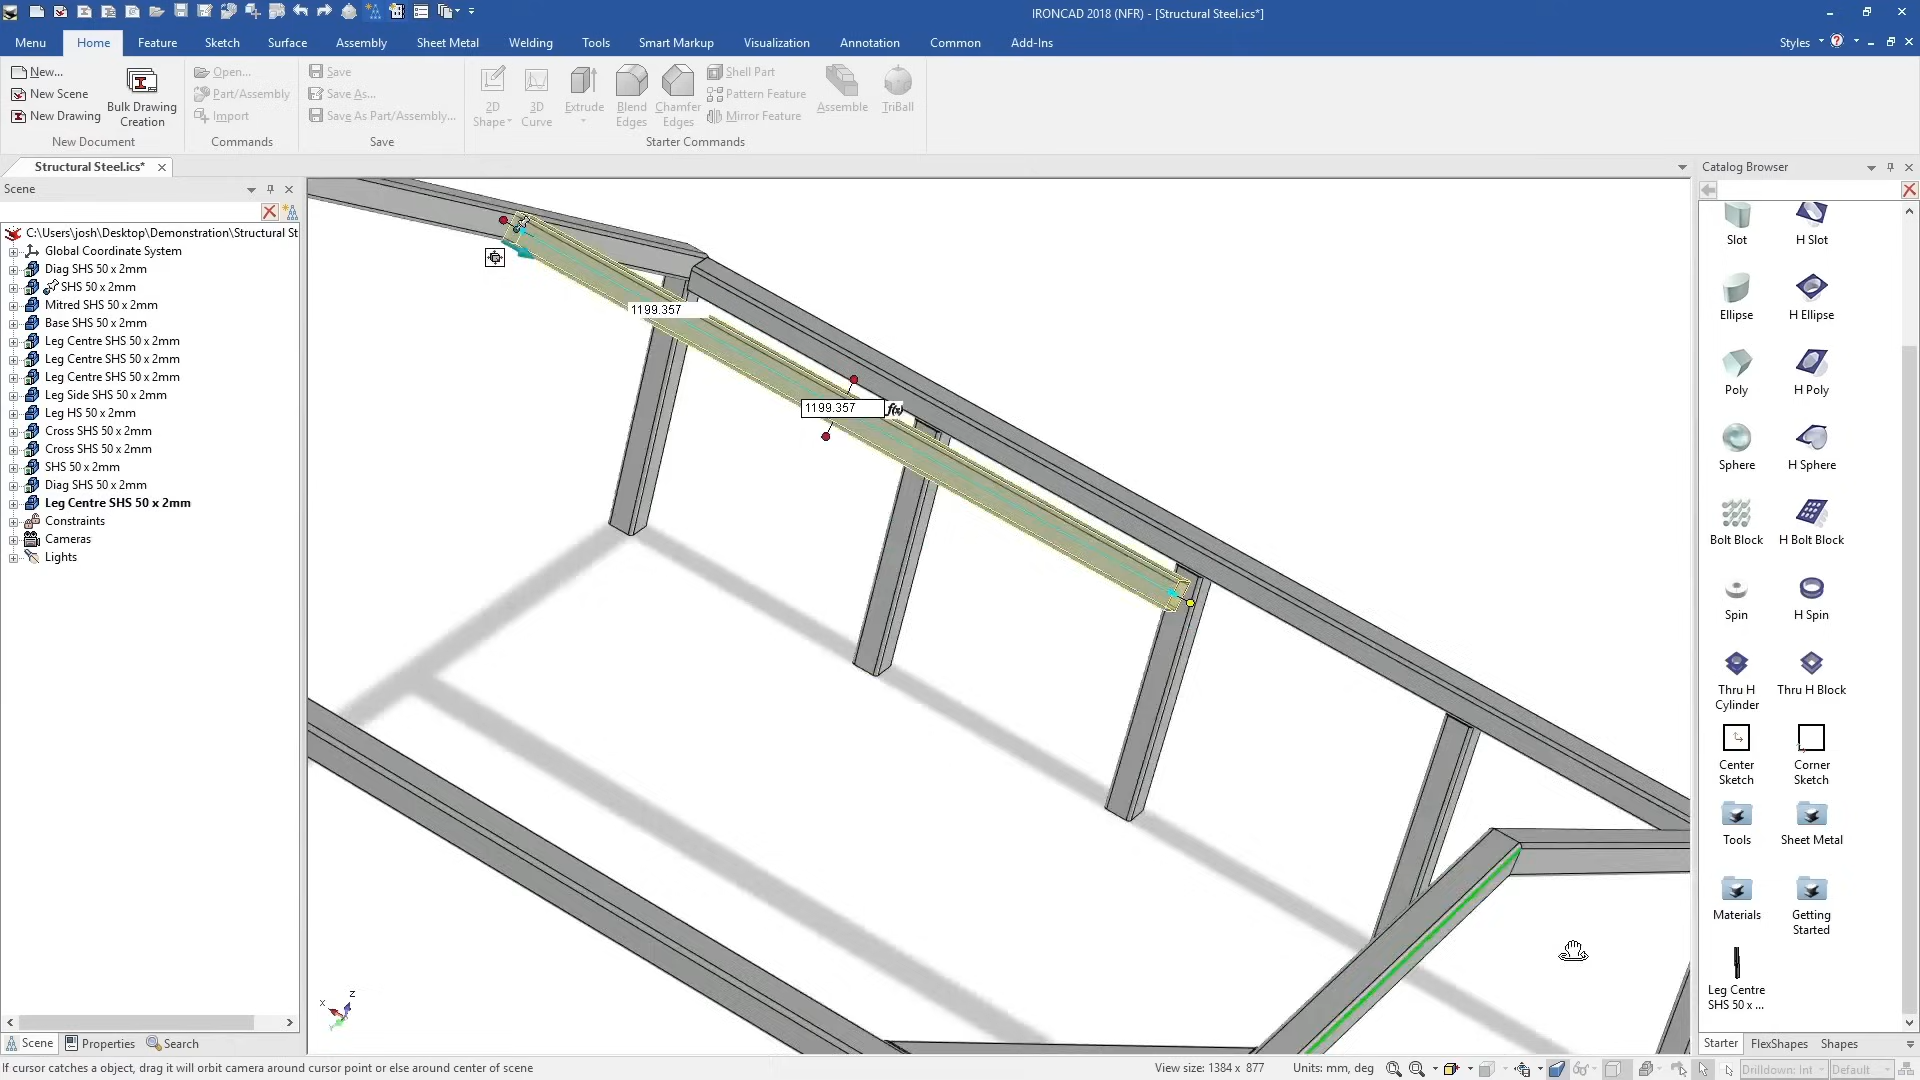 IRONCAD 2018 (NFR) - [Structural Steel.ics*]
Menu
Home
Feature
Sketch
Surface
Assembly
Sheet Metal
Welding
Tools
Smart Markup
Visualization
Annotation
Common
Add-Ins
Styles
New...
New Scene
New Drawing
Bulk Drawing
Creation
New Document
Open...
Part/Assembly
Import
Commands
Save
Save As...
Save As Part/Assembly...
Save
2D
Shape
3D
Curve
Extrude
Blend
Edges
Chamfer
Edges
Shell Part
Pattern Feature
Mirror Feature
Assemble
TriBall
Starter Commands
Structural Steel.ics*
Scene
C:\Users\josh\Desktop\Demonstration\Structural St
Global Coordinate System
Diag SHS 50 x 2mm
SHS 50 x 2mm
Mitred SHS 50 x 2mm
Base SHS 50 x 2mm
Leg Centre SHS 50 x 2mm
Leg Centre SHS 50 x 2mm
Leg Centre SHS 50 x 2mm
Leg Side SHS 50 x 2mm
Leg HS 50 x 2mm
Cross SHS 50 x 2mm
Cross SHS 50 x 2mm
SHS 50 x 2mm
Diag SHS 50 x 2mm
Leg Centre SHS 50 x 2mm
Constraints
Cameras
Lights
Scene
Properties
Search
1199.357
1199.357
f(x)
X
Z
Y
Catalog Browser
Slot
H Slot
Ellipse
H Ellipse
Poly
H Poly
Sphere
H Sphere
Bolt Block
H Bolt Block
Spin
H Spin
Thru H
Cylinder
Thru H Block
Center
Sketch
Corner
Sketch
Tools
Sheet Metal
Materials
Getting
Started
Leg Centre
SHS 50 x ...
Starter
FlexShapes
Shapes
If cursor catches a object, drag it will orbit camera around cursor point or else around center of scene
View size: 1384 x 877
Units: mm, deg
Drilldown: Int
Default